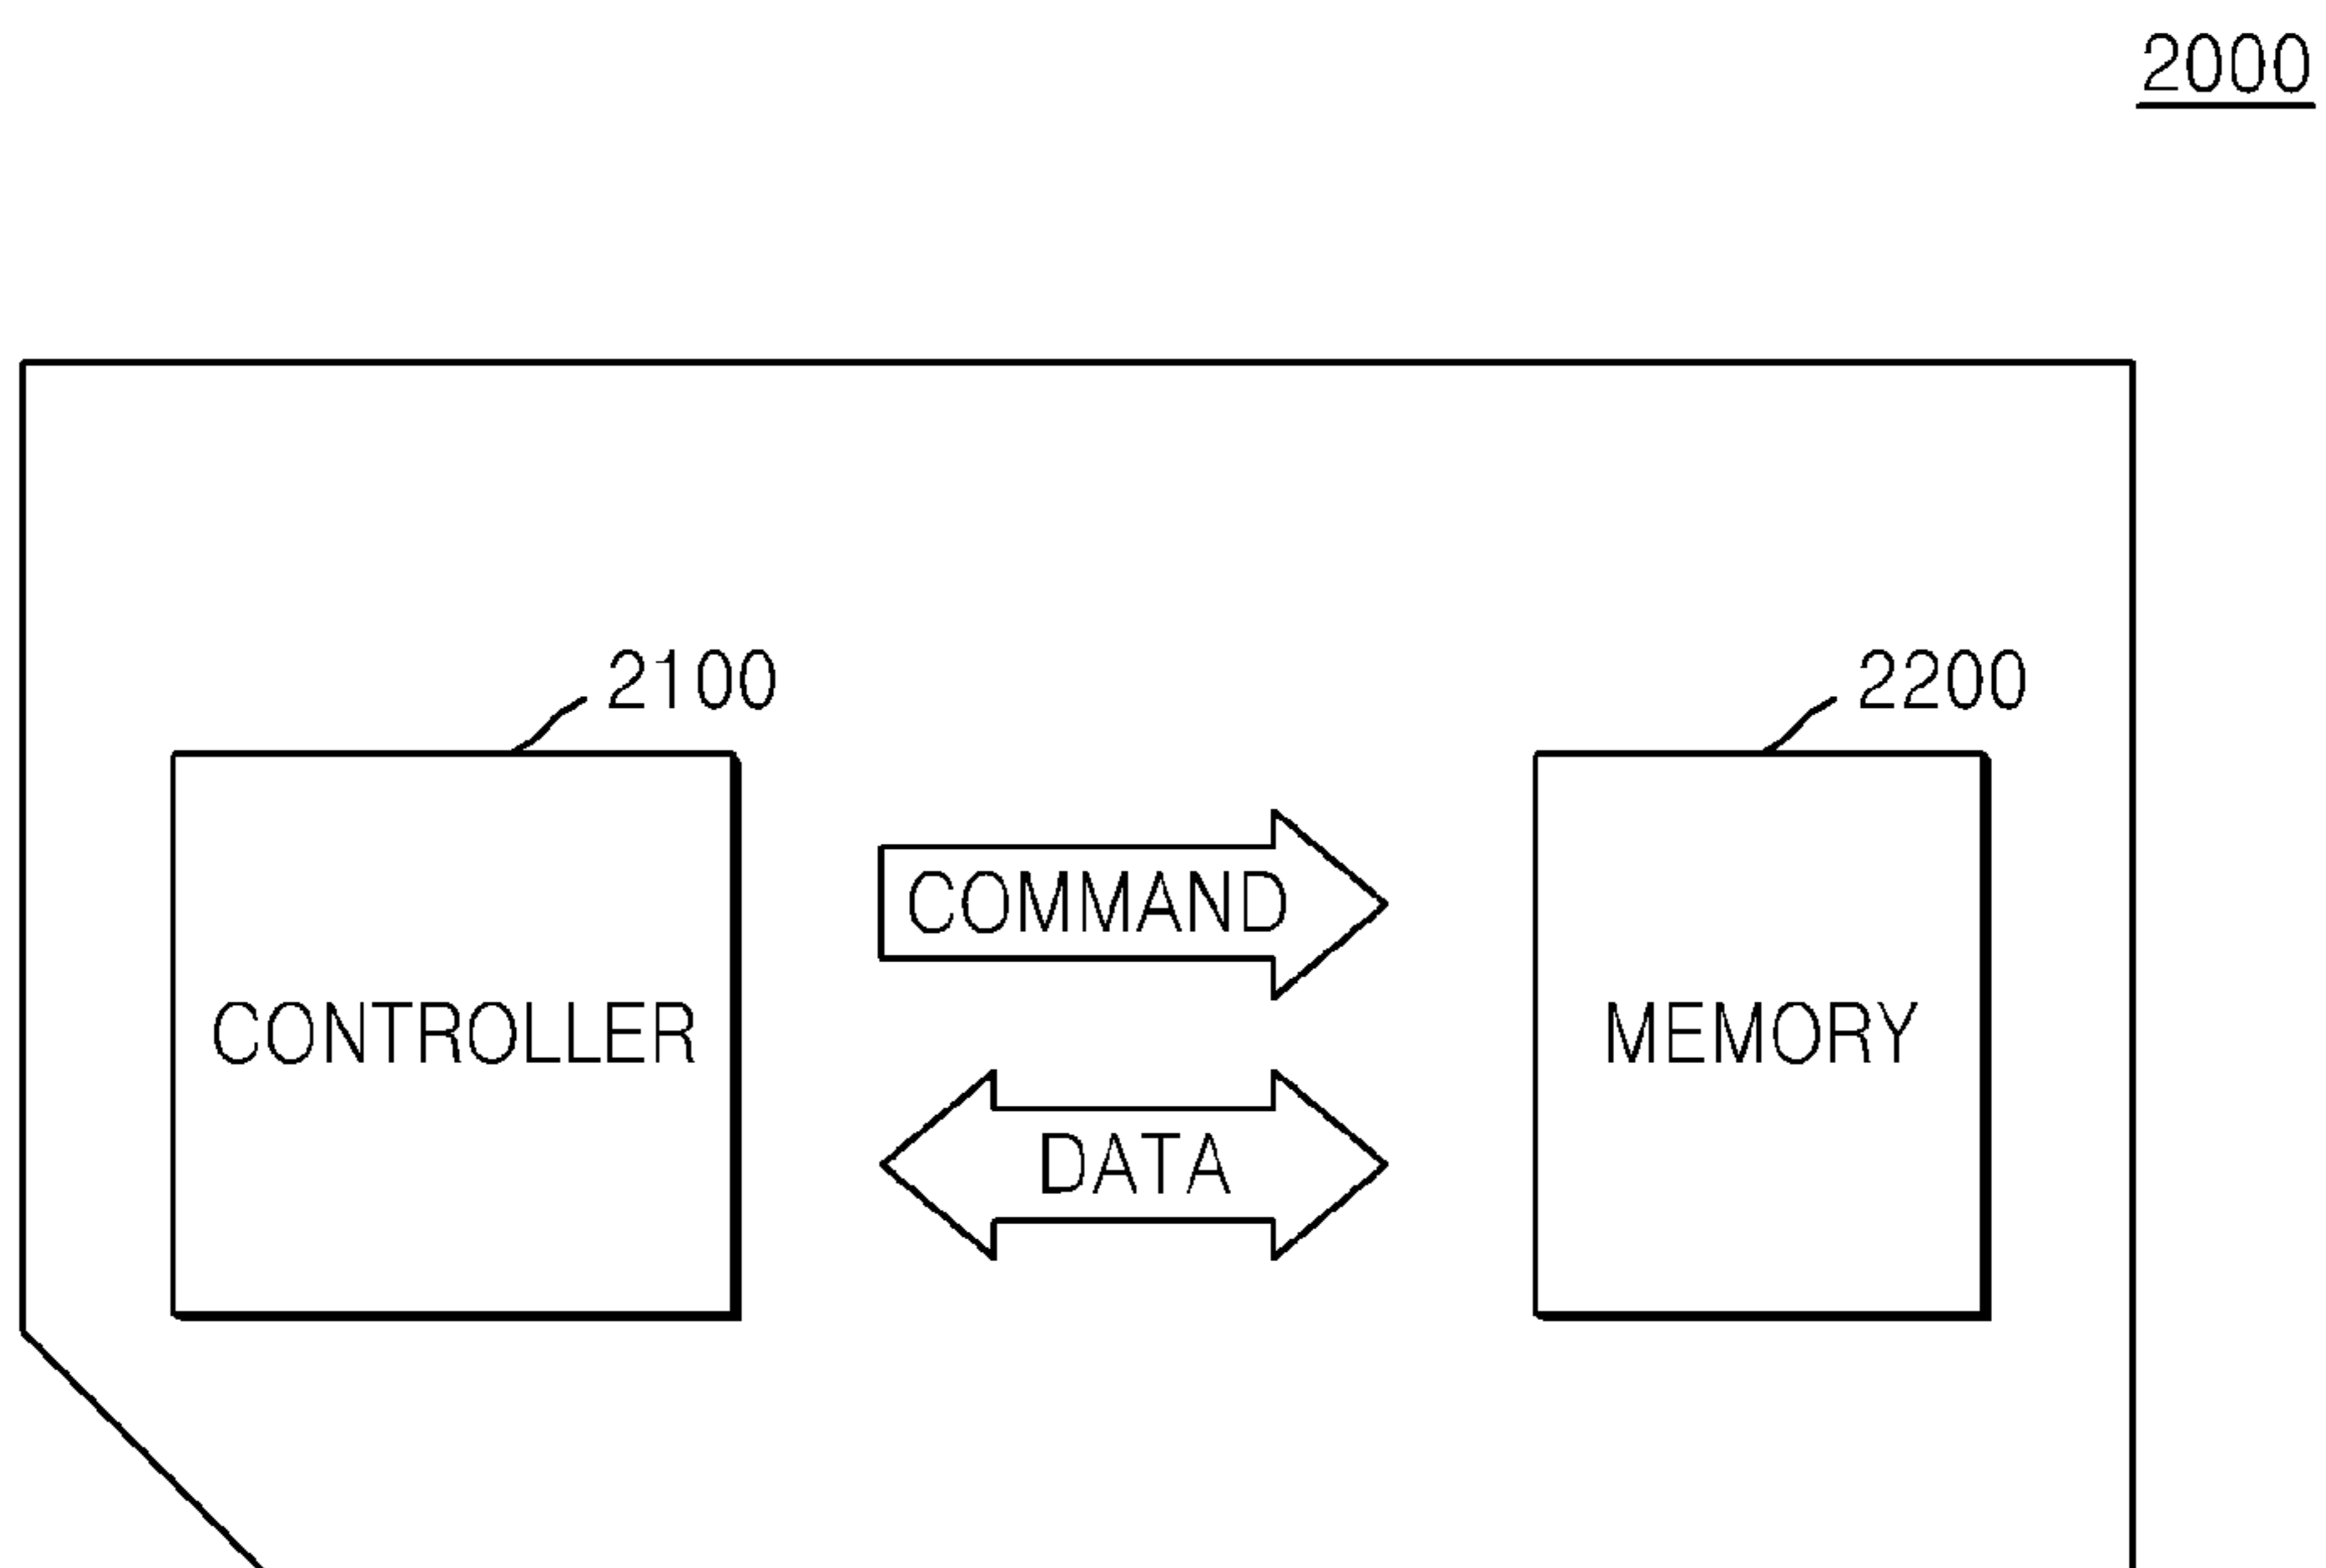 2000
2100
2200
COMMAND
CONTROLLER
MEMORY
DATA